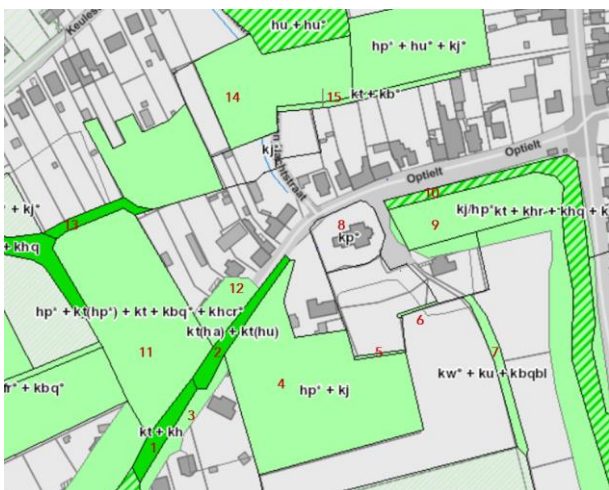 Keules
hu + hu°
hp° + hu° + kj°
14
15
kt + kb°
kj
Optielt
Optielt
+ kj°
13
+ khq
8
kp°
10
9
kj/hp°
kt + khr + khq + k
12
hp° + kt(hp°) + kt + kbq° + khcr°
kt(ha) + kt(hu)
6
11
2
5
7
fr° + kbq°
4
hp° + kj
kw° + ku + kbqbl
3
kt + kh
1